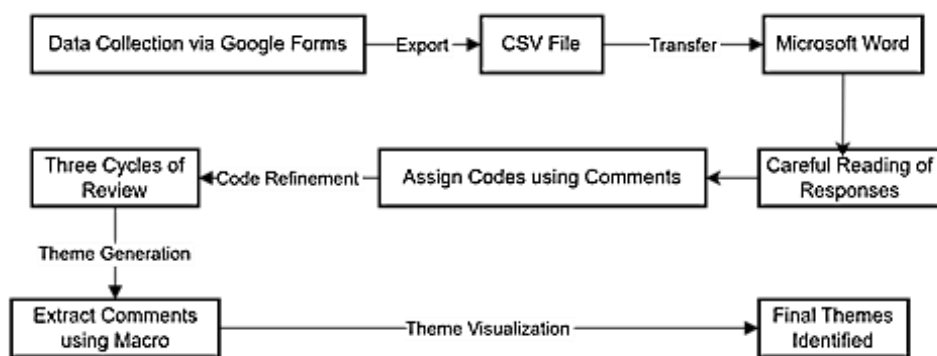 Data Collection via Google Forms
Export
CSV File
Transfer
Microsoft Word
Careful Reading of
Responses
Assign Codes using Comments
Code Refinement
Three Cycles of
Review
Theme Generation
Extract Comments
using Macro
Theme Visualization
Final Themes
Identified